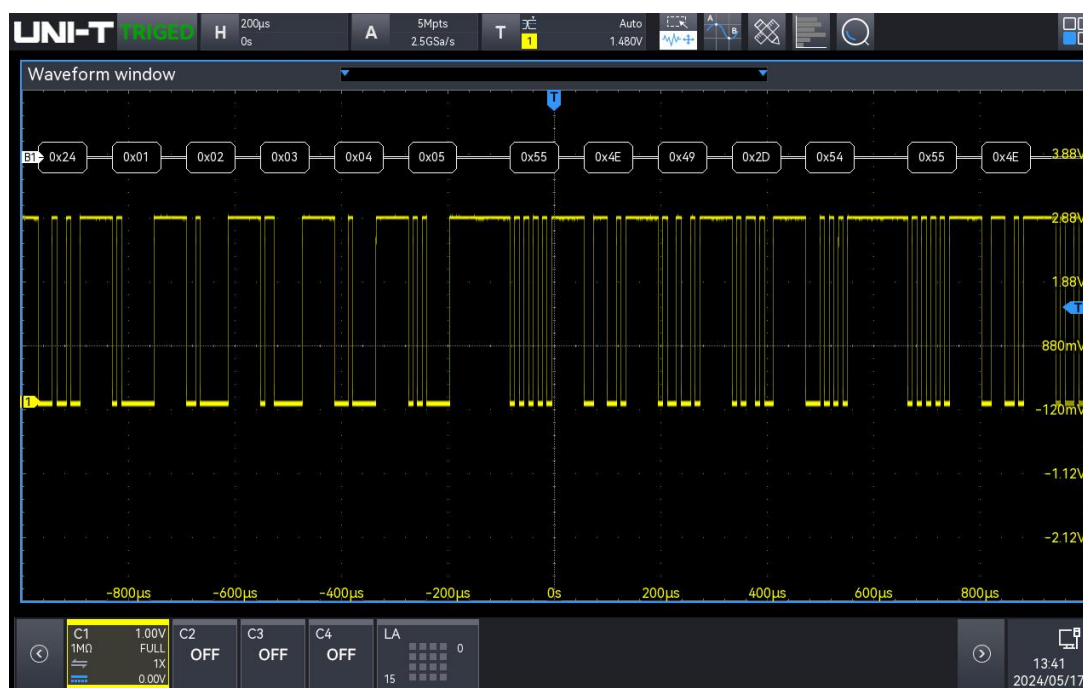 UNI-T TRIGED H 200μs 0s A 5Mpts 2.5GSa/s T 1 Auto 1.480V A B
Waveform window
T
B1 0x24 0x01 0x02 0x03 0x04 0x05 0x55 0x4E 0x49 0x2D 0x54 0x55 0x4E 3.88V
2.88V
1.88V
T
880mV
1
-120mV
-1.12V
-2.12V
-800μs -600μs -400μs -200μs 0s 200μs 400μs 600μs 800μs
C1 1.00V C2 C3 C4 LA
1MΩ FULL OFF OFF OFF 0
1X
0.00V 15
13:41
2024/05/17